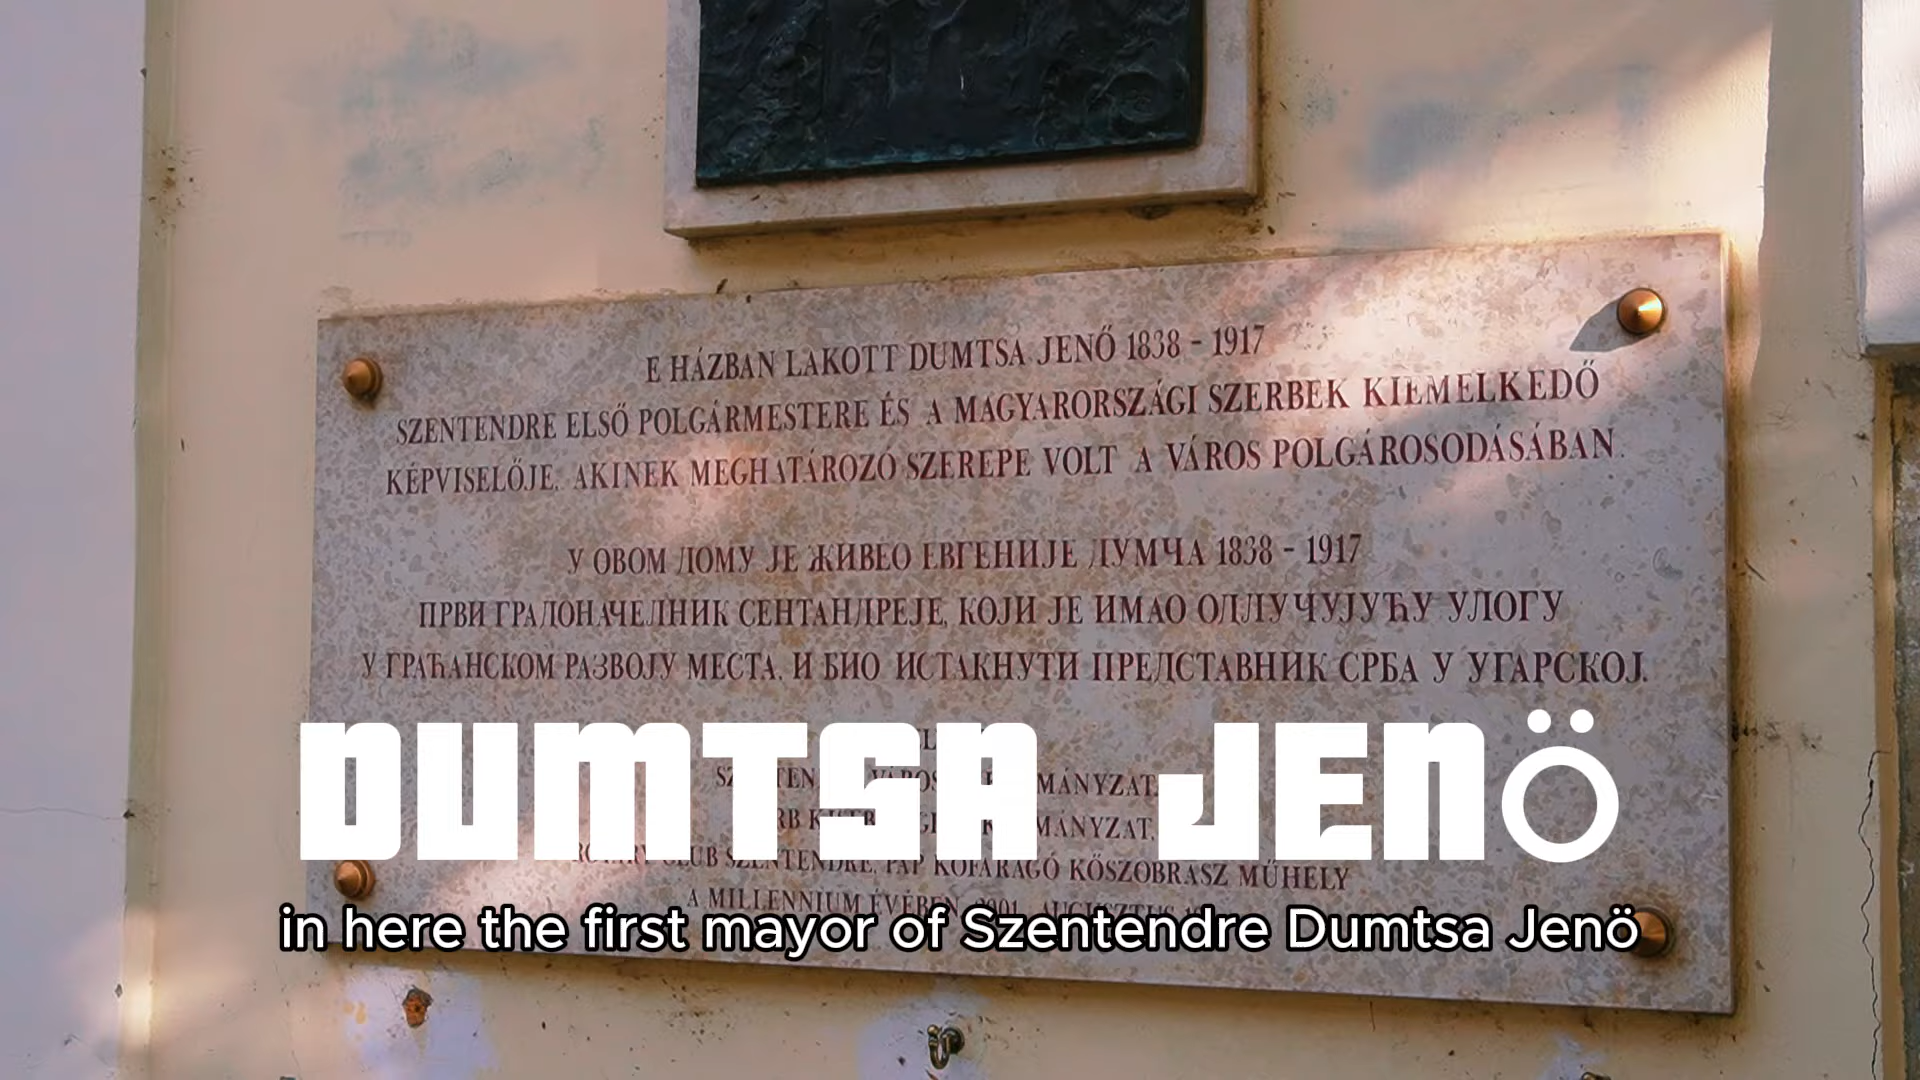 E HÁZBAN LAKOTT DUMTSA JENŐ 1838 - 1917
SZENTENDRE ELSŐ POLGÁRMESTERE ÉS A MAGYARORSZÁGI SZERBEK KIEMELKEDŐ
KÉPVISELŐJE, AKINEK MEGHATÁROZÓ SZEREPE VOLT A VÁROS POLGÁROSODÁSÁBAN.
У ОВОМ ДОМУ ЈЕ ЖИВЕО ЕВГЕНИЈЕ ДУМЧА 1838 - 1917
ПРВИ ГРАДОНАЧЕЛНИК СЕНТАНДРЕЈЕ, КОЈИ ЈЕ ИМАО ОДЛУЧУЈУЋУ УЛОГУ
У ГРАЂАНСКОМ РАЗВОЈУ МЕСТА, И БИО ИСТАКНУТИ ПРЕДСТАВНИК СРБА У УГАРСКОЈ.
DUMTSA JENÖ
CLUB SZENTENDRE, PAP KŐFARAGÓ KŐSZOBRÁSZ MŰHELY
A MILLENNIUM ÉVÉBEN, 2001.
in here the first mayor of Szentendre Dumtsa Jenö